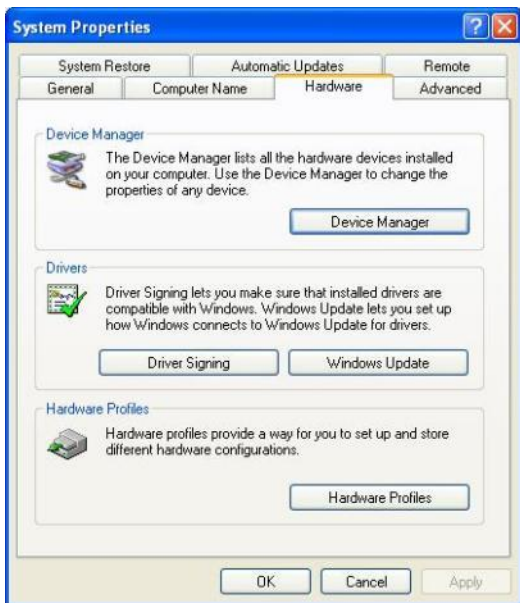 System Properties
System Restore Automatic Updates Remote
General Computer Name Hardware Advanced
Device Manager
The Device Manager lists all the hardware devices installed
on your computer. Use the Device Manager to change the
properties of any device.
Device Manager
Drivers
Driver Signing lets you make sure that installed drivers are
compatible with Windows. Windows Update lets you set up
how Windows connects to Windows Update for drivers.
Driver Signing Windows Update
Hardware Profiles
Hardware profiles provide a way for you to set up and store
different hardware configurations.
Hardware Profiles
OK Cancel Apply